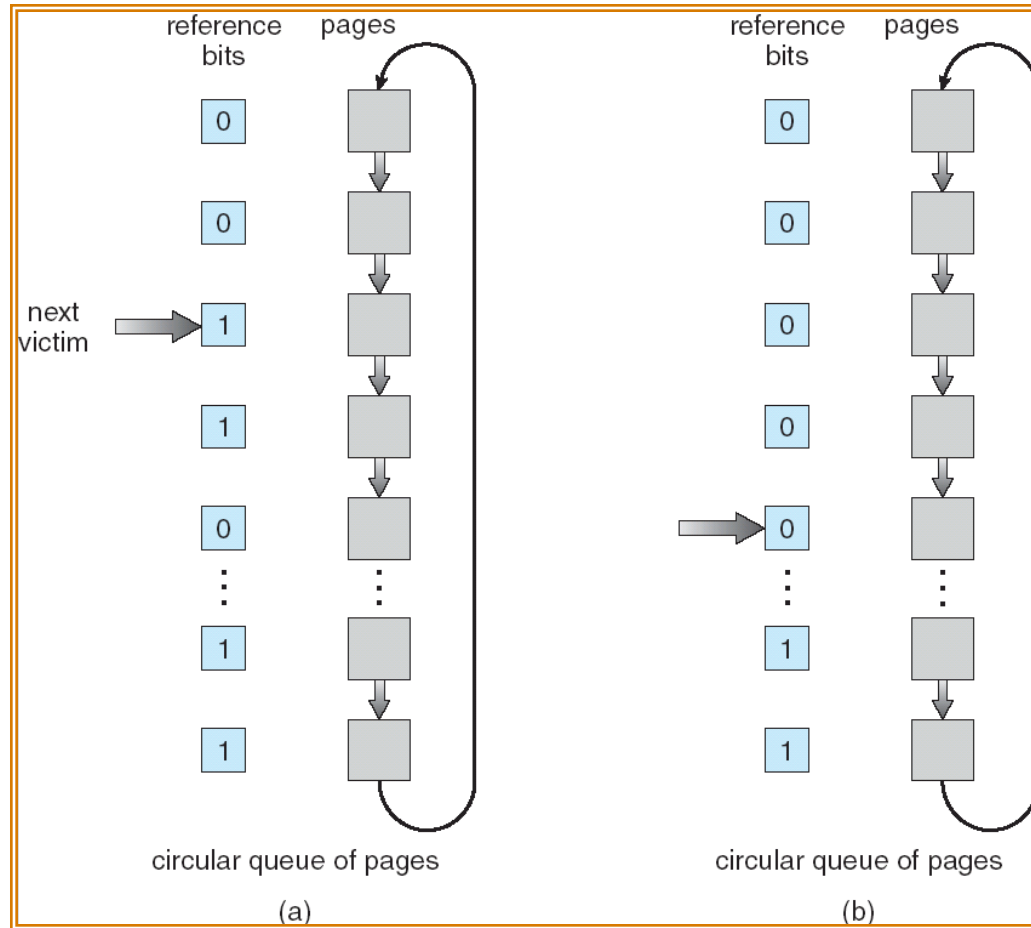 reference bits
pages
0
0
next victim
1
1
0
1
1
circular queue of pages
(a)
reference bits
pages
0
0
0
0
0
1
1
circular queue of pages
(b)